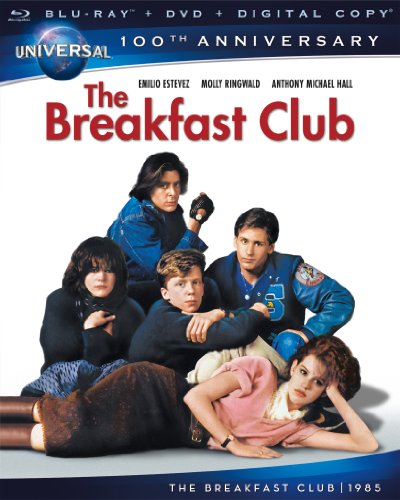 BLU-RAY + DVD + DIGITAL COPY
UNIVERSAL
100TH ANNIVERSARY
EMILIO ESTEVEZ MOLLY RINGWALD ANTHONY MICHAEL HALL
The
Breakfast Club
S
THE BREAKFAST CLUB | 1985